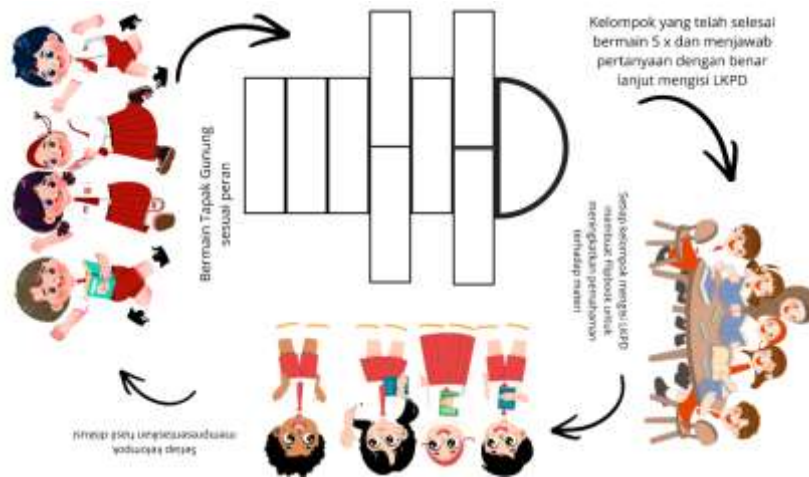 Kelompok yang telah selesai
bermain 5 x dan menjawab
pertanyaan dengan benar
lanjut mengisi LKPD
Setiap kelompok mengisi LKPD
membuat flipbook untuk
meningkatkan pemahaman
terhadap materi
Setiap kelompok
mempresentasikan hasil diskusi
Bermain Tapak Gunung
sesuai peran